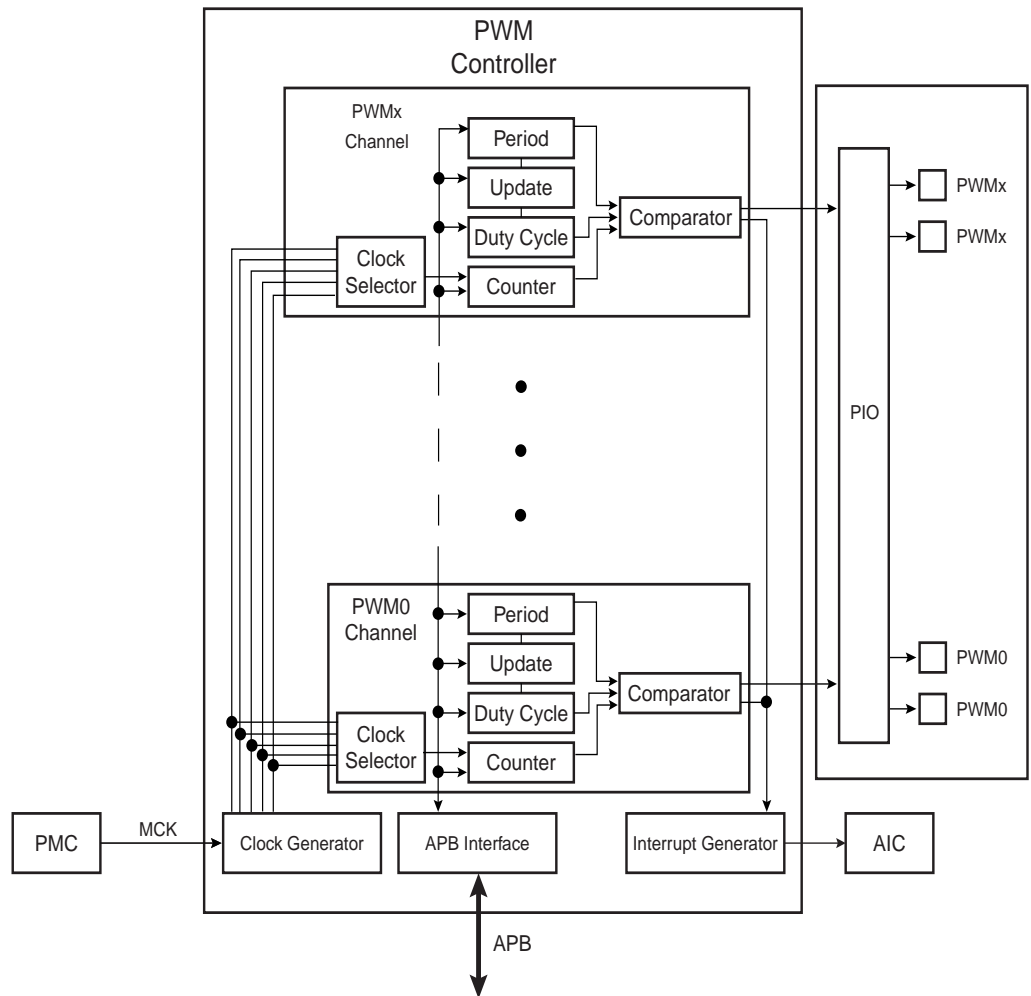 PWM
Controller
PWMx
Channel
Period
Update
Duty Cycle
Counter
Clock
Selector
Comparator
PIO
PWMx
PWMx
PWM0
Channel
Period
Update
Duty Cycle
Counter
Clock
Selector
Comparator
PWM0
PWM0
PMC
MCK
Clock Generator
APB Interface
Interrupt Generator
AIC
APB